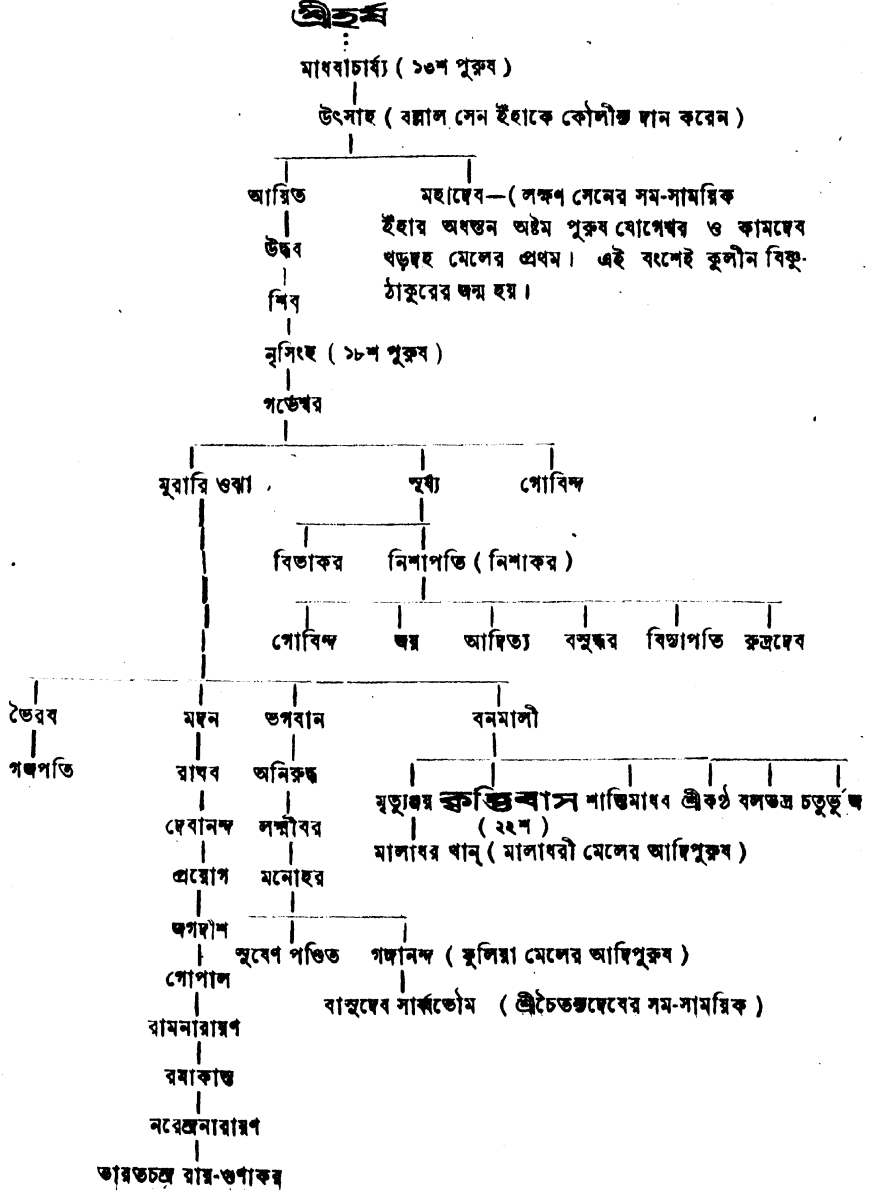 শ্রীহর্ষ
মাধবাচার্য্য ( ১৩শ পুরুষ )
উৎসাহ ( বল্লাল সেন ইঁহাকে কৌলীন্য দান করেন )
আয়িত মহাদেব—( লক্ষণ সেনের সম-সাময়িক
ইঁহার অধস্তন অষ্টম পুরুষ যোগেশ্বর ও কামদেব
উদ্ধব
খড়দহ মেলের প্রথম। এই বংশেই কুলীন বিষ্ণু-
ঠাকুরের জন্ম হয়।
শিব
নৃসিংহ ( ১৮শ পুরুষ )
গর্ভেশ্বর
মুরারি ওঝা সূর্য্য গোবিন্দ
বিভাকর নিশাপতি ( নিশাকর )
গোবিন্দ জয় আদিত্য বসুন্ধর বিদ্যাপতি রুদ্রদেব
ভৈরব মদন ভগবান বনমালী
গজপতি রাঘব অনিরুদ্ধ
মৃত্যুঞ্জয় কৃত্তিবাস শান্তিমাধব শ্রীকণ্ঠ বলভদ্র চতুর্ভুজ
( ২২শ )
দেবানন্দ লক্ষ্মীবর
মালাধর খান্ ( মালাধরী মেলের আদিপুরুষ )
প্রয়োগ মনোহর
জগদীশ
সুষেণ পণ্ডিত গঙ্গানন্দ ( ফুলিয়া মেলের আদিপুরুষ )
গোপাল
বাসুদেব সার্ব্বভৌম ( শ্রীচৈতন্যদেবের সম-সাময়িক )
রামনারায়ণ
রমাকান্ত
নরেন্দ্রনারায়ণ
ভারতচন্দ্র রায়-গুণাকর